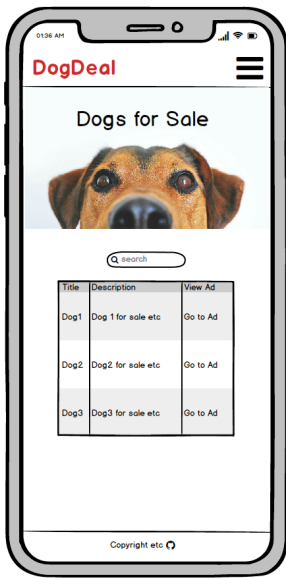 01:36 AM
DogDeal
Dogs for Sale
search
Title Description View Ad
Dog1 Dog 1 for sale etc Go to Ad
Dog2 Dog2 for sale etc Go to Ad
Dog3 Dog3 for sale etc Go to Ad
Copyright etc